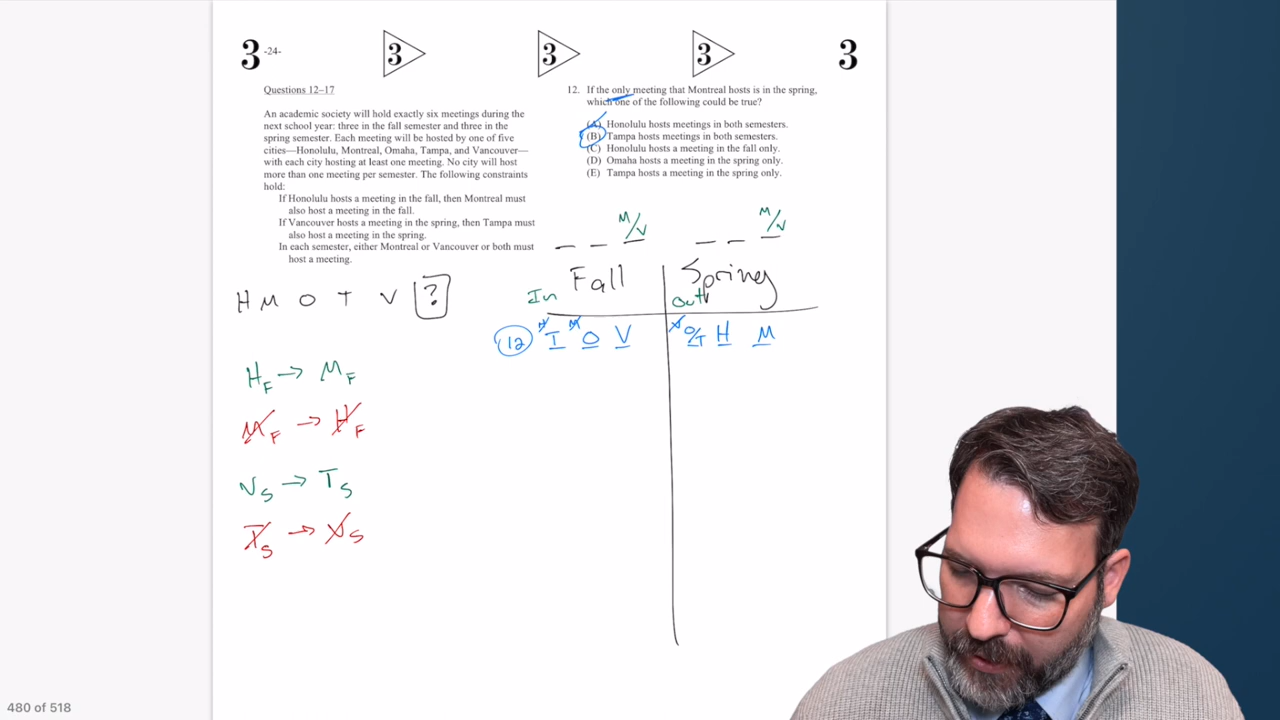 3 -24- 3 3 3 3
Questions 12–17
An academic society will hold exactly six meetings during the
next school year: three in the fall semester and three in the
spring semester. Each meeting will be hosted by one of five
cities—Honolulu, Montreal, Omaha, Tampa, and Vancouver—
with each city hosting at least one meeting. No city will host
more than one meeting per semester. The following constraints
hold:
If Honolulu hosts a meeting in the fall, then Montreal must
also host a meeting in the fall.
If Vancouver hosts a meeting in the spring, then Tampa must
also host a meeting in the spring.
In each semester, either Montreal or Vancouver or both must
host a meeting.
12. If the only meeting that Montreal hosts is in the spring,
which one of the following could be true?
(A) Honolulu hosts meetings in both semesters.
(B) Tampa hosts meetings in both semesters.
(C) Honolulu hosts a meeting in the fall only.
(D) Omaha hosts a meeting in the spring only.
(E) Tampa hosts a meeting in the spring only.
M/V M/V
Fall Spring
In Out
H M O T V ?
12 T O V O/T H M
H F → M F
M F → H F
V S → T S
T S → V S
480 of 518